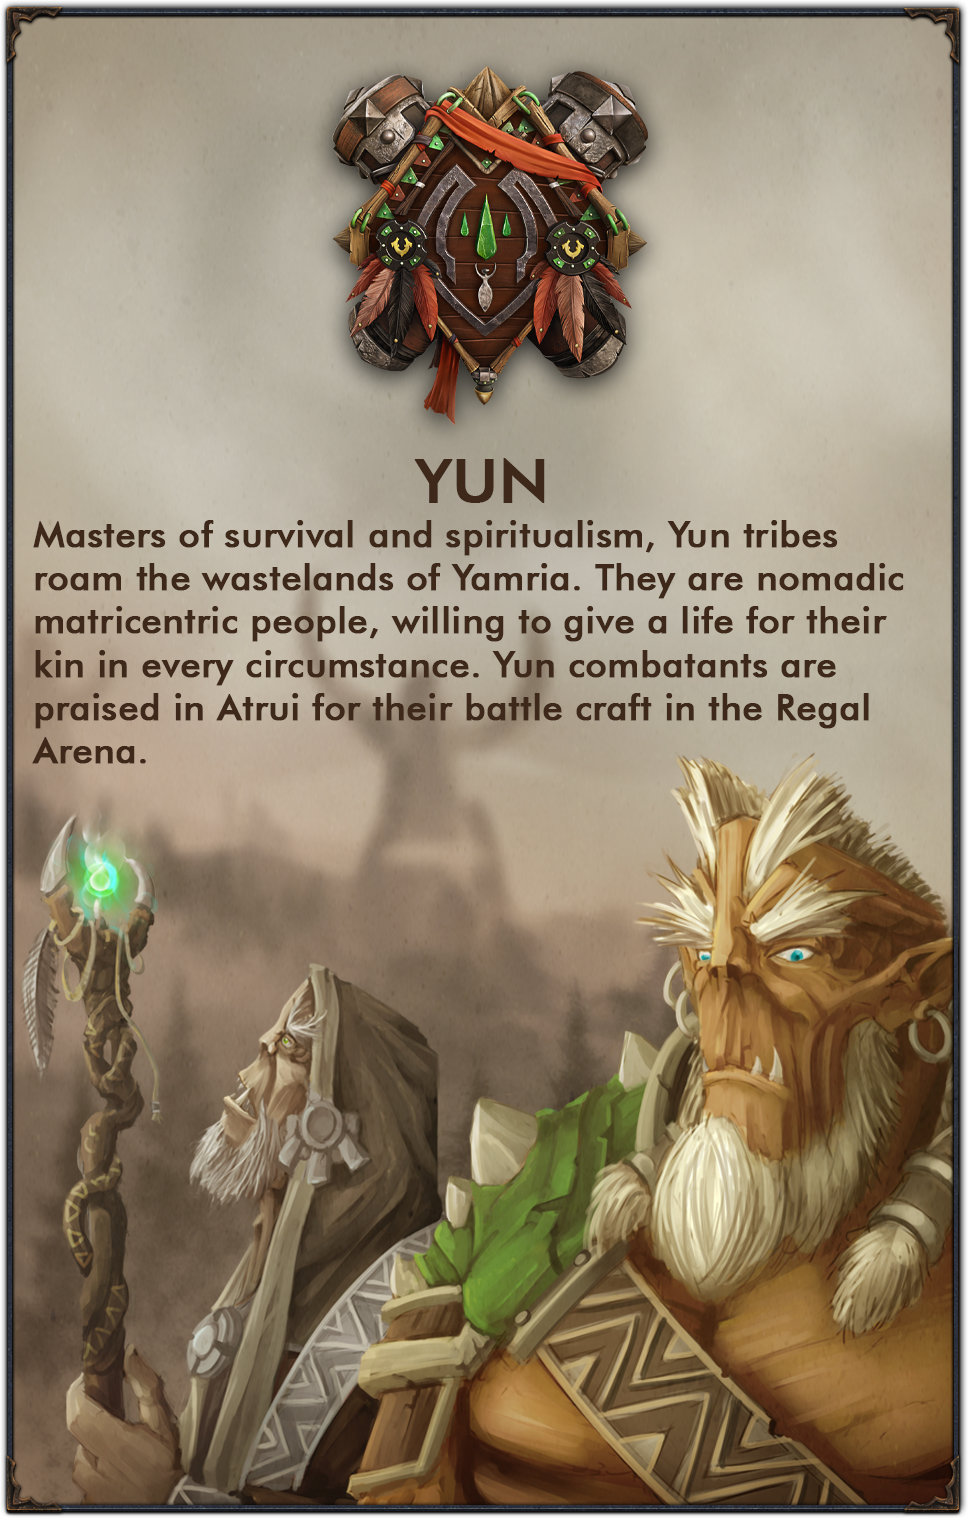 YUN
Masters of survival and spiritualism, Yun tribes
roam the wastelands of Yamria. They are nomadic
matricentric people, willing to give a life for their
kin in every circumstance. Yun combatants are
praised in Atrui for their battle craft in the Regal
Arena.